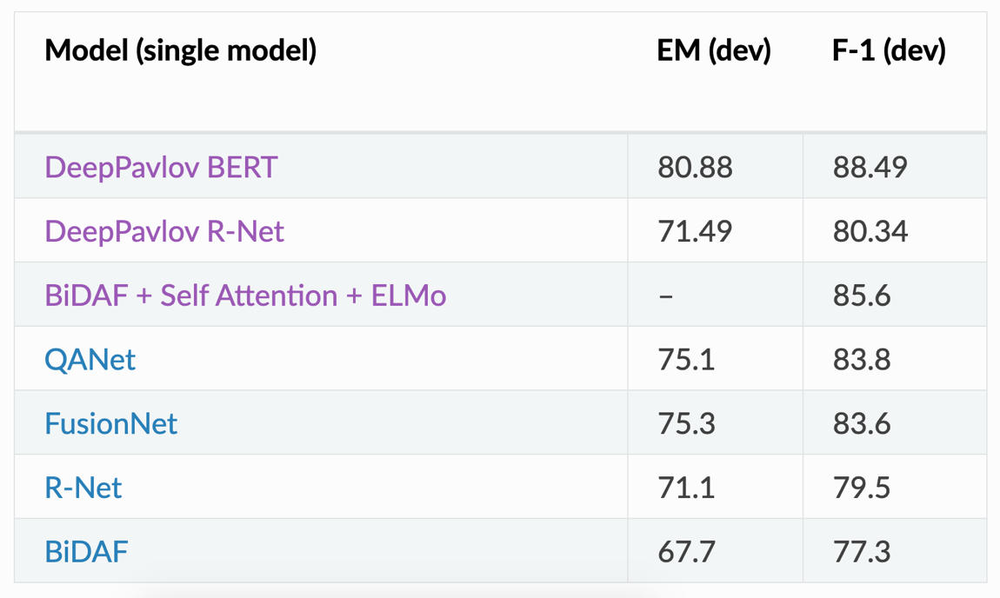 Model (single model) EM (dev) F-1 (dev)
DeepPavlov BERT 80.88 88.49
DeepPavlov R-Net 71.49 80.34
BiDAF + Self Attention + ELMo – 85.6
QANet 75.1 83.8
FusionNet 75.3 83.6
R-Net 71.1 79.5
BiDAF 67.7 77.3